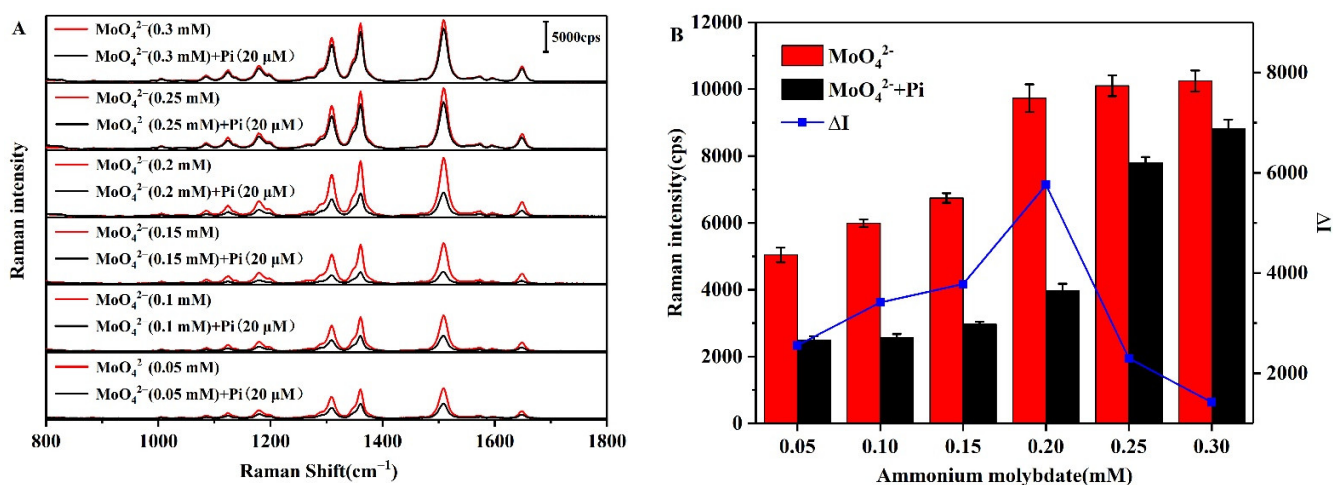 A
MoO₄²⁻(0.3 mM)
MoO₄²⁻(0.3 mM)+Pi(20 μM)
5000cps
MoO₄²⁻(0.25 mM)
MoO₄²⁻(0.25 mM)+Pi(20 μM)
MoO₄²⁻(0.2 mM)
MoO₄²⁻(0.2 mM)+Pi(20 μM)
MoO₄²⁻(0.15 mM)
MoO₄²⁻(0.15 mM)+Pi(20 μM)
MoO₄²⁻(0.1 mM)
MoO₄²(0.1 mM)+Pi(20 μM)
MoO₄²(0.05 mM)
MoO₄²⁻(0.05 mM)+Pi(20 μM)
Raman intensity
800 1000 1200 1400 1600 1800
Raman Shift(cm⁻¹)
B
MoO₄²⁻
MoO₄²⁻+Pi
ΔI
12000
10000
8000
6000
4000
2000
0
Raman intensity(cps)
8000
6000
4000
2000
ΔI
0.05 0.10 0.15 0.20 0.25 0.30
Ammonium molybdate(mM)